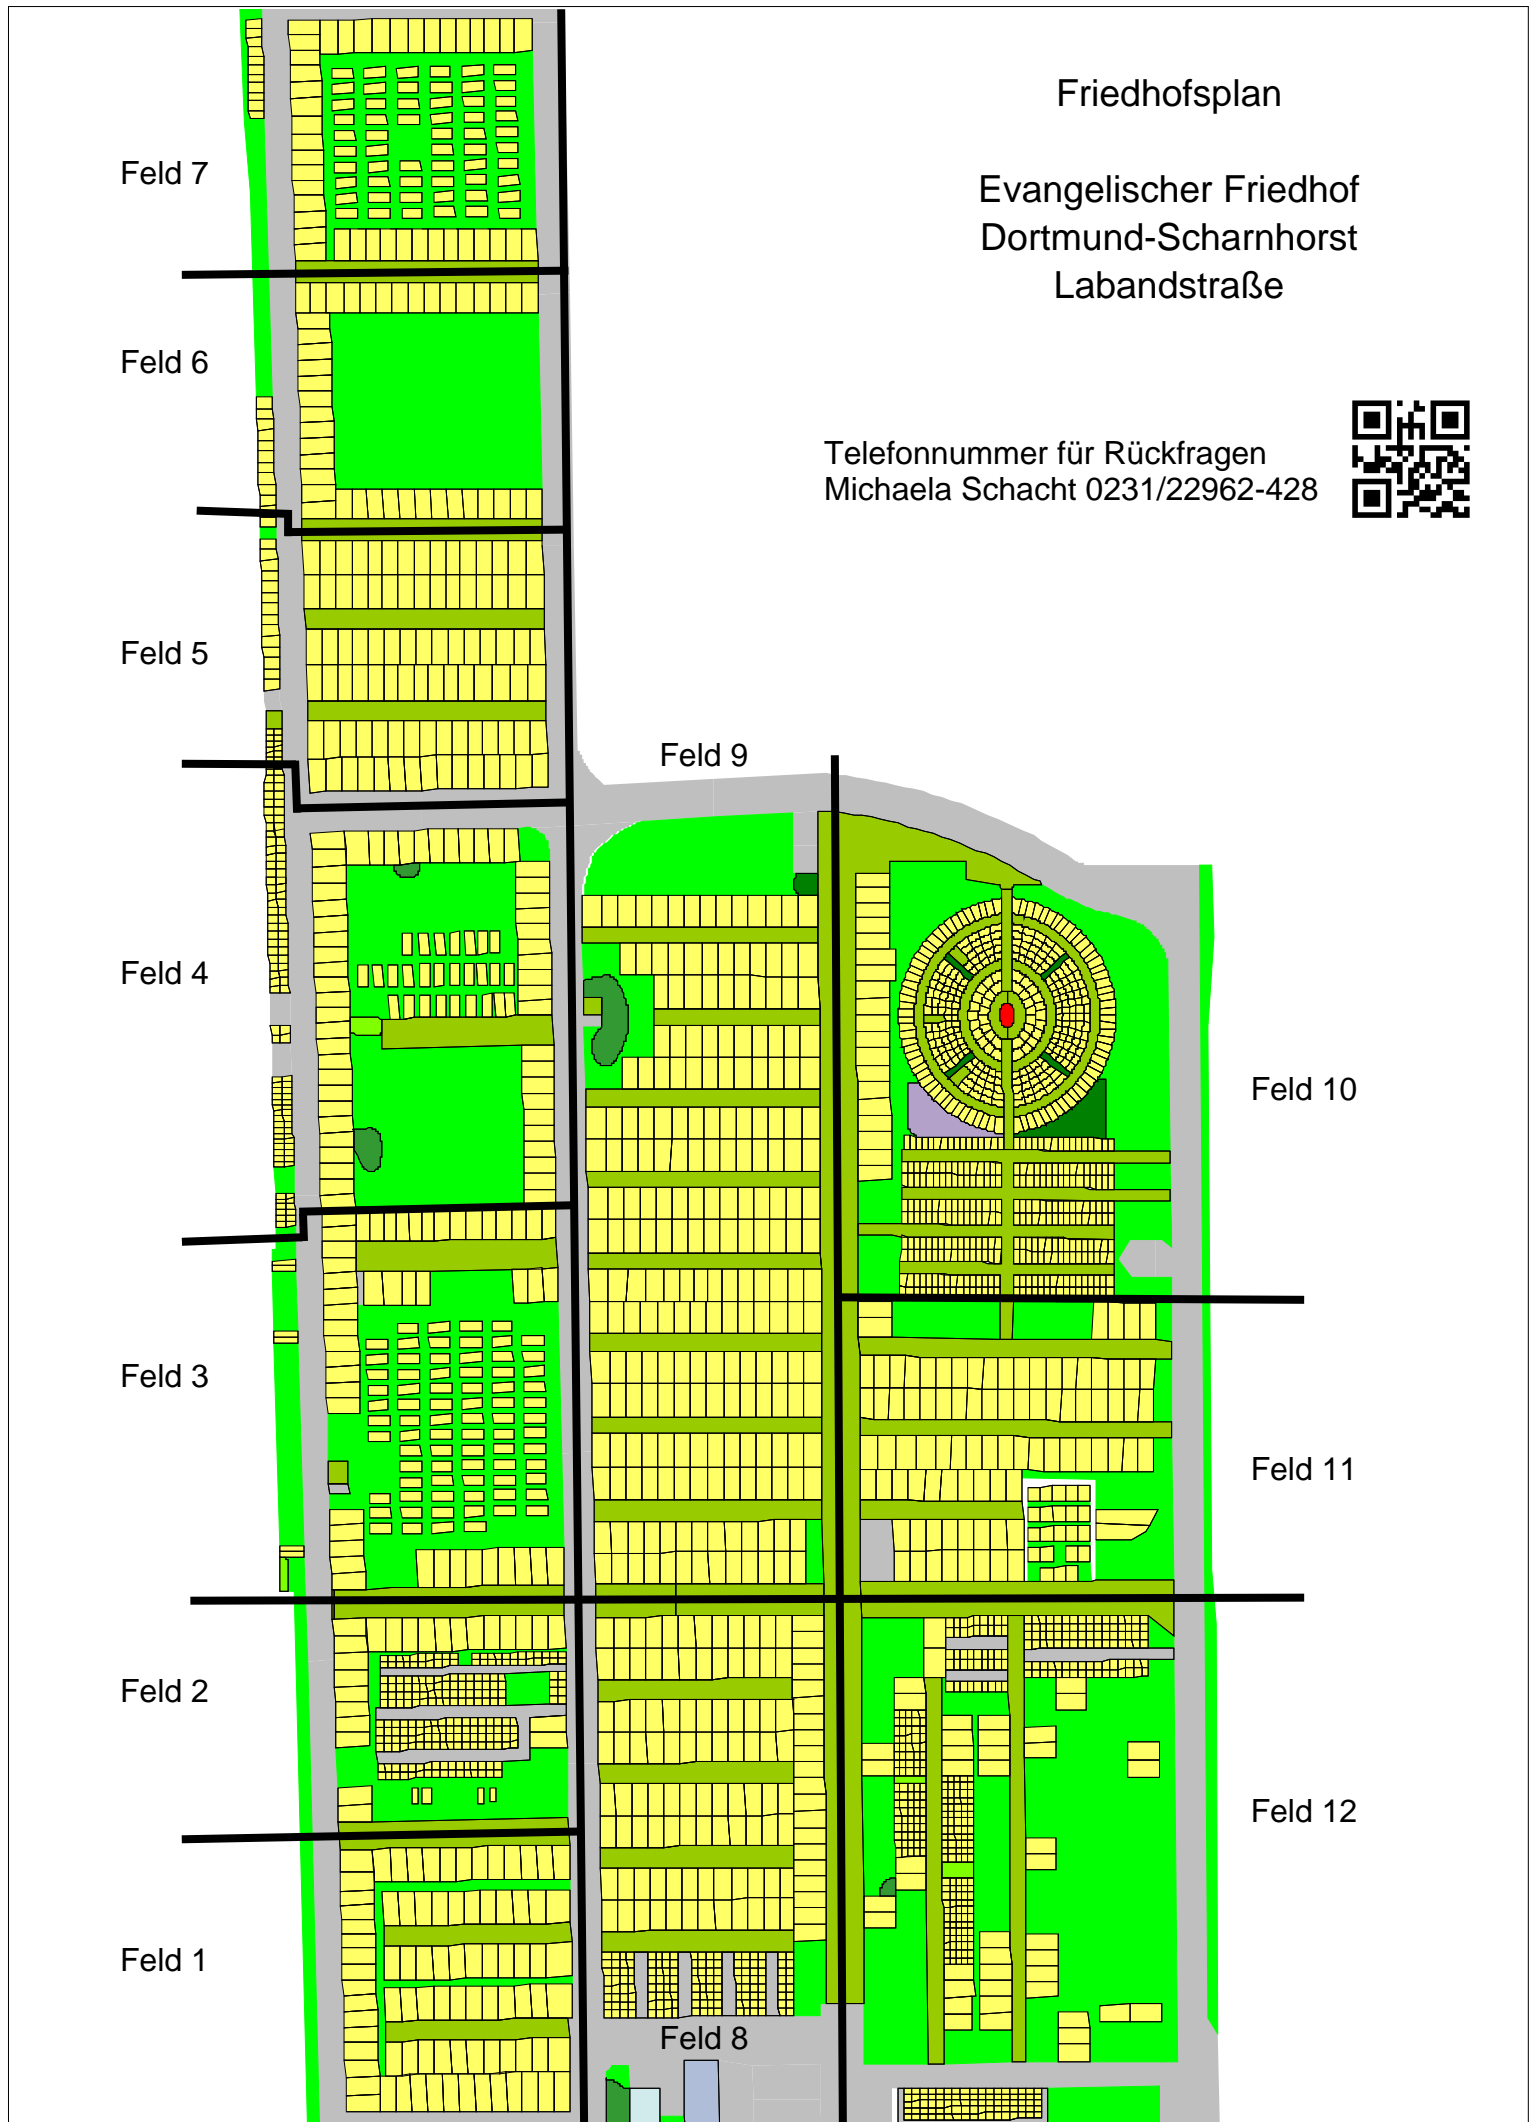 Friedhofsplan
Evangelischer Friedhof
Dortmund-Scharnhorst
Labandstraße
Telefonnummer für Rückfragen
Michaela Schacht 0231/22962-428
Feld 7
Feld 6
Feld 5
Feld 9
Feld 4
Feld 10
Feld 3
Feld 11
Feld 2
Feld 12
Feld 1
Feld 8